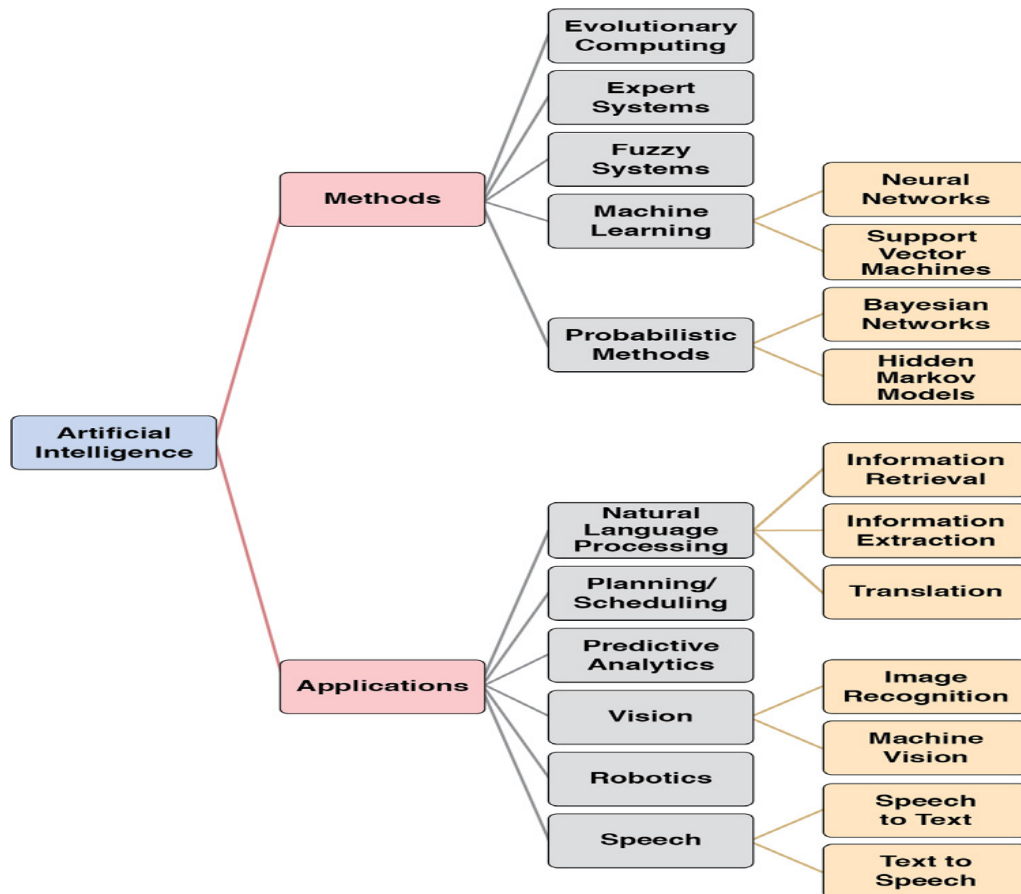 Evolutionary
Computing
Expert
Systems
Fuzzy
Systems
Methods
Machine
Learning
Neural
Networks
Support
Vector
Machines
Probabilistic
Methods
Bayesian
Networks
Hidden
Markov
Models
Artificial
Intelligence
Natural
Language
Processing
Information
Retrieval
Information
Extraction
Translation
Planning/
Scheduling
Predictive
Analytics
Applications
Vision
Image
Recognition
Machine
Vision
Robotics
Speech
Speech
to Text
Text to
Speech